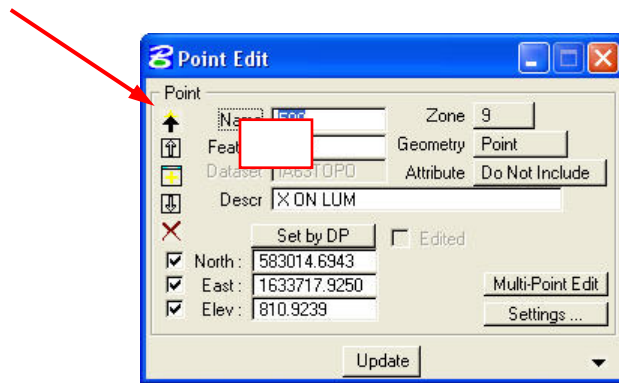 Point Edit
Point
Zone 9
Geometry Point
Attribute Do Not Include
Descr X ON LUM
Set by DP Edited
North : 583014.6943
East : 1633717.9250
Elev : 810.9239
Multi-Point Edit
Settings ...
Update